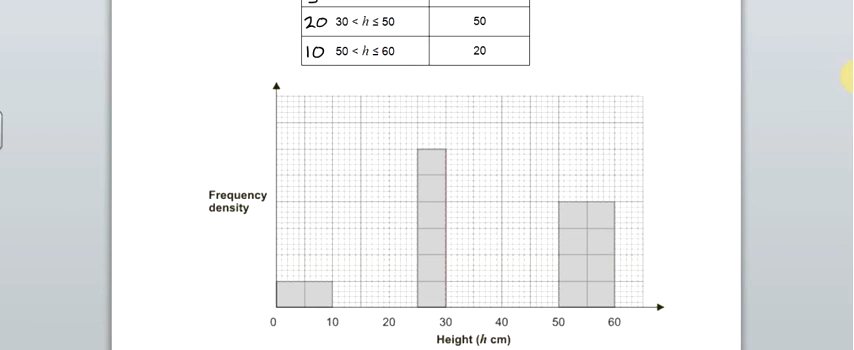 20 30 < h ≤ 50 50
10 50 < h ≤ 60 20
Frequency
density
0 10 20 30 40 50 60
Height (h cm)